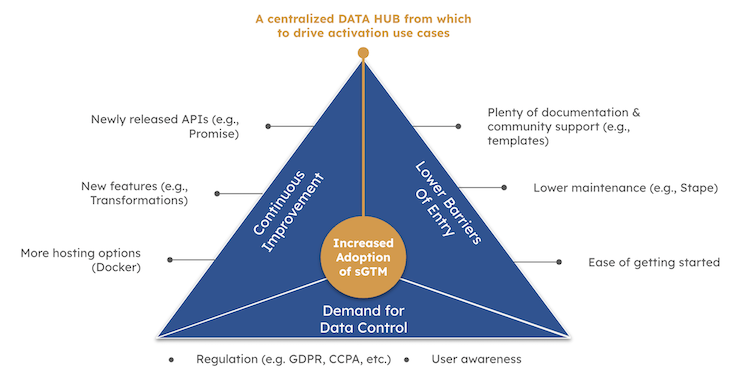 A centralized DATA HUB from which
to drive activation use cases
Newly released APIs (e.g.,
Promise)
Plenty of documentation &
community support (e.g.,
templates)
New features (e.g.,
Transformations)
Continuous
Improvement
Lower Barriers
Of Entry
Lower maintenance (e.g., Stape)
More hosting options
(Docker)
Increased
Adoption
of sGTM
Ease of getting started
Demand for
Data Control
Regulation (e.g. GDPR, CCPA, etc.)
User awareness